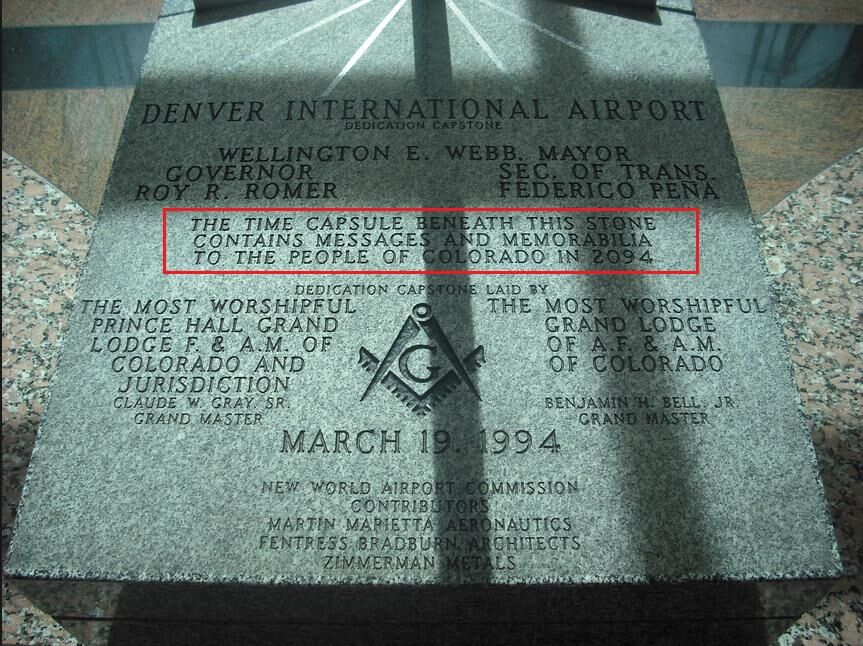 DENVER INTERNATIONAL AIRPORT
DEDICATION CAPSTONE
WELLINGTON E. WEBB, MAYOR
GOVERNOR
ROY R. ROMER
SEC. OF TRANS.
FEDERICO PEÑA
THE TIME CAPSULE BENEATH THIS STONE
CONTAINS MESSAGES AND MEMORABILIA
TO THE PEOPLE OF COLORADO IN 2094
DEDICATION CAPSTONE LAID BY
THE MOST WORSHIPFUL
PRINCE HALL GRAND
LODGE F. & A.M. OF
COLORADO AND
JURISDICTION
CLAUDE W. GRAY, SR.
GRAND MASTER
THE MOST WORSHIPFUL
GRAND LODGE
OF A.F. & A.M.
OF COLORADO
BENJAMIN H. BELL, JR.
GRAND MASTER
G
MARCH 19, 1994
NEW WORLD AIRPORT COMMISSION
CONTRIBUTORS
MARTIN MARIETTA AERONAUTICS
FENTRESS BRADBURN, ARCHITECTS
ZIMMERMAN METALS